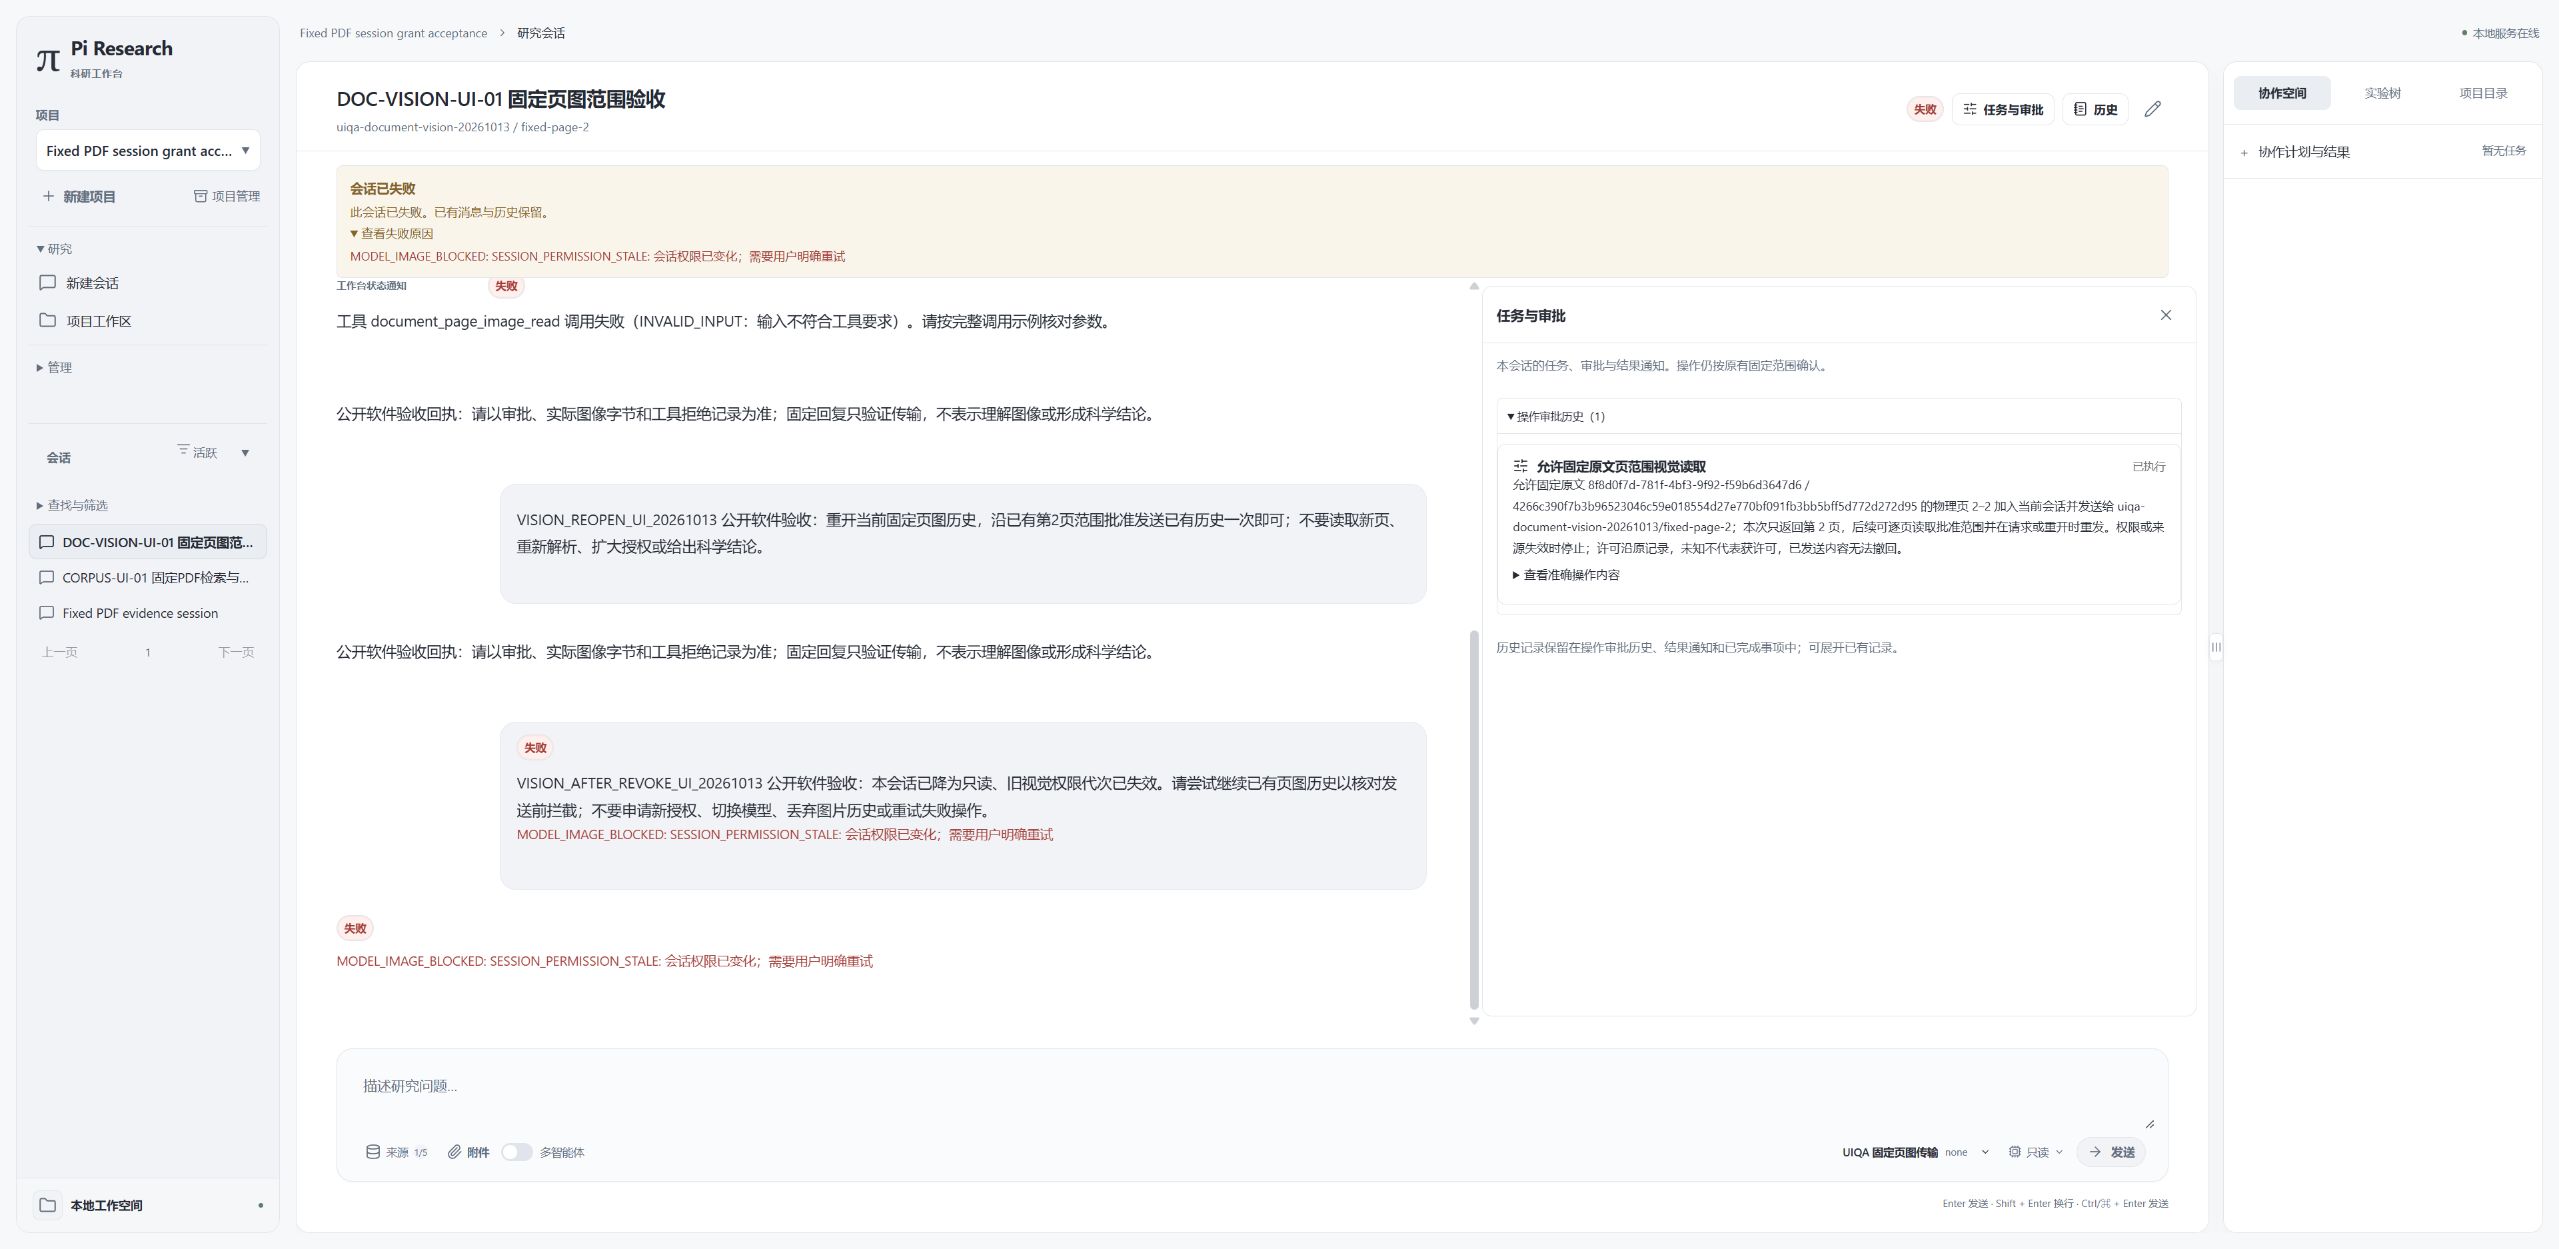 Pi Research
科研工作台
项目
Fixed PDF session grant acc...
新建项目
项目管理
研究
新建会话
项目工作区
管理
会话
活跃
查找与筛选
DOC-VISION-UI-01 固定页图范...
CORPUS-UI-01 固定PDF检索与...
Fixed PDF evidence session
上一页 1 下一页
本地工作空间
Fixed PDF session grant acceptance > 研究会话
本地服务在线
DOC-VISION-UI-01 固定页图范围验收
uiqa-document-vision-20261013 / fixed-page-2
失败
任务与审批
历史
会话已失败
此会话已失败。已有消息与历史保留。
查看失败原因
MODEL_IMAGE_BLOCKED: SESSION_PERMISSION_STALE: 会话权限已变化；需要用户明确重试
工作台状态通知 失败
工具 document_page_image_read 调用失败（INVALID_INPUT：输入不符合工具要求）。请按完整调用示例核对参数。
公开软件验收回执：请以审批、实际图像字节和工具拒绝记录为准；固定回复只验证传输，不表示理解图像或形成科学结论。
VISION_REOPEN_UI_20261013 公开软件验收：重开当前固定页图历史，沿已有第2页范围批准发送已有历史一次即可；不要读取新页、
重新解析、扩大授权或给出科学结论。
公开软件验收回执：请以审批、实际图像字节和工具拒绝记录为准；固定回复只验证传输，不表示理解图像或形成科学结论。
失败
VISION_AFTER_REVOKE_UI_20261013 公开软件验收：本会话已降为只读、旧视觉权限代次已失效。请尝试继续已有页图历史以核对发
送前拦截；不要申请新授权、切换模型、丢弃图片历史或重试失败操作。
MODEL_IMAGE_BLOCKED: SESSION_PERMISSION_STALE: 会话权限已变化；需要用户明确重试
失败
MODEL_IMAGE_BLOCKED: SESSION_PERMISSION_STALE: 会话权限已变化；需要用户明确重试
任务与审批
本会话的任务、审批与结果通知。操作仍按原有固定范围确认。
操作审批历史（1）
允许固定原文页范围视觉读取
已执行
允许固定原文 8f8d0f7d-781f-4bf3-9f92-f59b6d3647d6 /
4266c390f7b3b96523046c59e018554d27e770bf091fb3bb5bff5d772d272d95 的物理页 2–2 加入当前会话并发送给 uiqa-
document-vision-20261013/fixed-page-2；本次只返回第 2 页，后续可逐页读取批准范围并在请求或重开时重发。权限或来
源失效时停止；许可沿原记录，未知不代表获许可，已发送内容无法撤回。
查看准确操作内容
历史记录保留在操作审批历史、结果通知和已完成事项中；可展开已有记录。
描述研究问题...
来源 1/5
附件
多智能体
UIQA 固定页图传输 none
只读
发送
Enter 发送 · Shift + Enter 换行 · Ctrl/⌘ + Enter 发送
协作空间
实验树
项目目录
+ 协作计划与结果
暂无任务